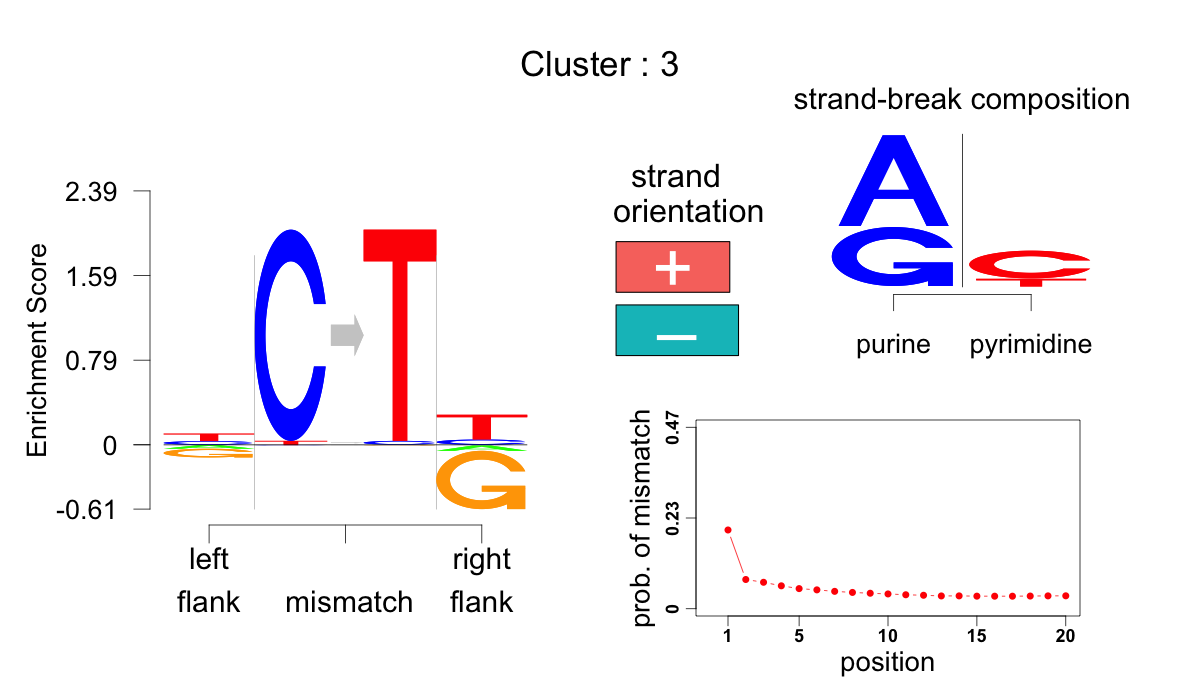 Cluster : 3
strand-break composition
A
G
C
T
purine
pyrimidine
strand
orientation
+
−
Enrichment Score
2.39
1.59
0.79
0
-0.61
T
C
A
G
C
T
T
C
T
C
A
G
left
flank
mismatch
right
flank
prob. of mismatch
0.47
0.23
0
1
5
10
15
20
position